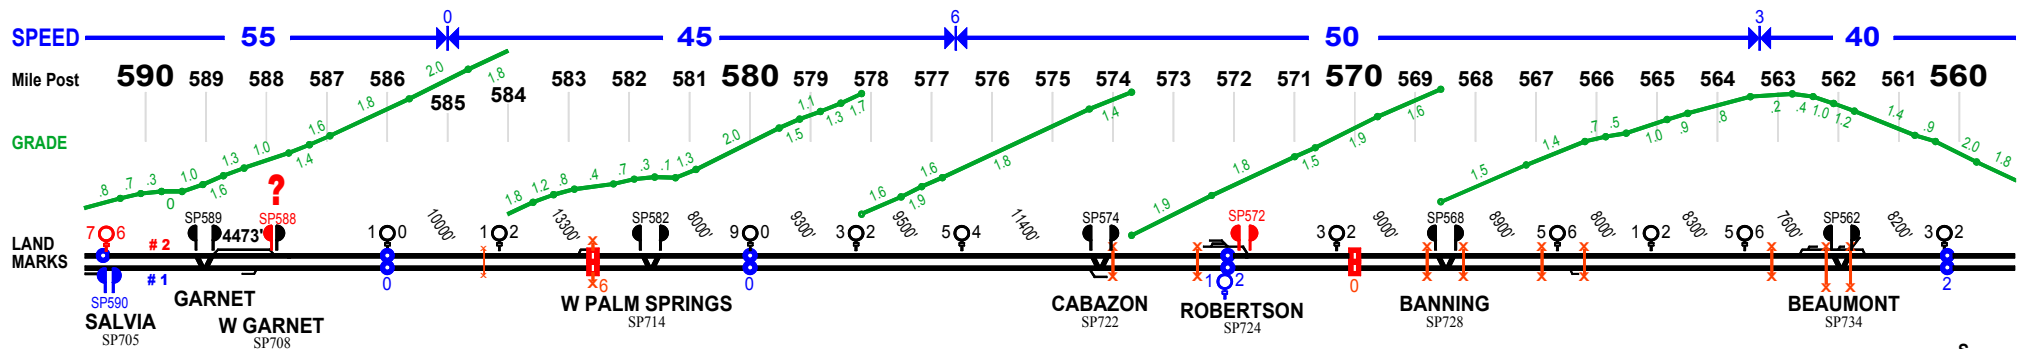 0 6 3
SPEED 55 45 50 40
Mile Post 590 589 588 587 586 585 584 583 582 581 580 579 578 577 576 575 574 573 572 571 570 569 568 567 566 565 564 563 562 561 560
GRADE
.8 .7 .3 0 1.0 1.6 1.3 1.0 1.4 1.6 1.8 2.0 1.8
1.8 1.2 .8 .4 .7 .3 .7 1.3 2.0 1.5 1.1 1.3 1.7
1.6 1.9 1.6 1.8 1.4
1.9 1.8 1.5 1.9 1.6
1.5 1.4 .7 .5 1.0 .9 .8 .2 .4 1.0 1.2 1.4 .9 2.0 1.8
?
SP589 SP588 SP582 SP574 SP572 SP568 SP562
10000' 13300' 8000' 9300' 9500' 11400' 9000' 8900' 8000' 8300' 7600' 8200'
7 6 4473' 1 0 1 2 9 0 3 2 5 4 3 2 5 6 1 2 5 6 3 2
LAND
MARKS
# 2
# 1
0 6 0 1 2 0 2
SP590 GARNET W PALM SPRINGS CABAZON ROBERTSON BANNING BEAUMONT
SP714 SP722 SP724 SP728 SP734
SALVIA W GARNET
SP705 SP708
S